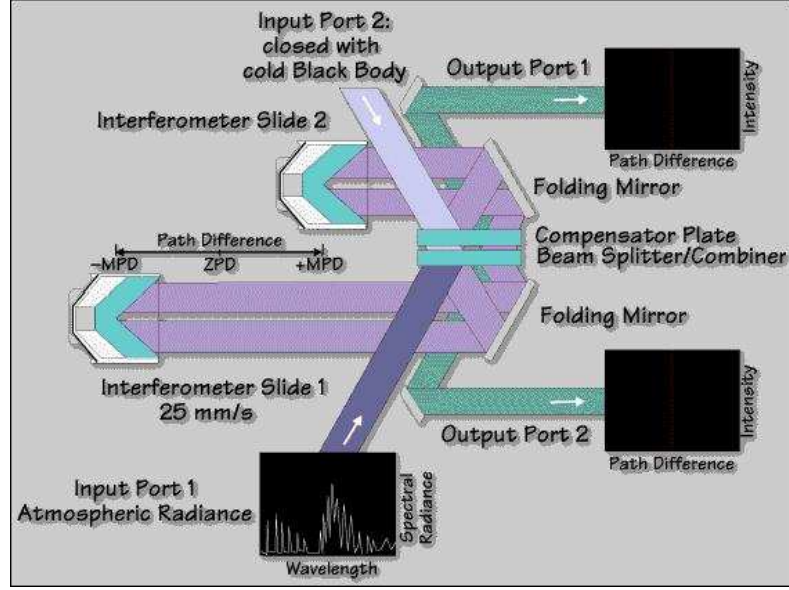 Input Port 2:
closed with
cold Black Body
Output Port 1
Intensity
Path Difference
Interferometer Slide 2
Folding Mirror
Compensator Plate
Beam Splitter/Combiner
Path Difference
–MPD ZPD +MPD
Folding Mirror
Interferometer Slide 1
25 mm/s
Output Port 2
Intensity
Path Difference
Input Port 1
Atmospheric Radiance
Spectral
Radiance
Wavelength